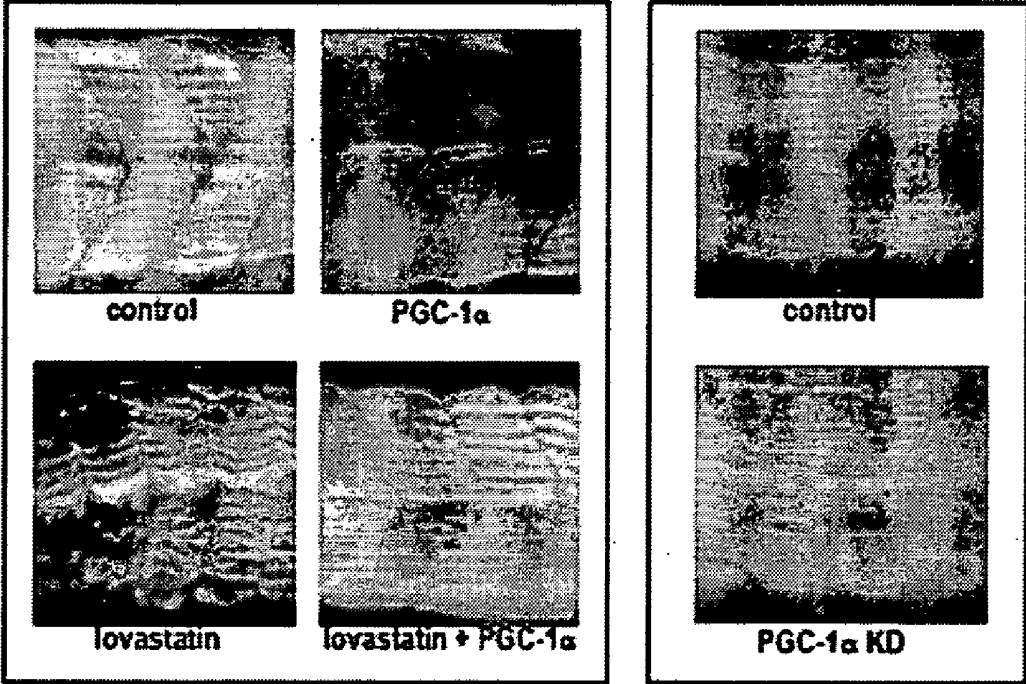 control
PGC-1α
lovastatin
lovastatin + PGC-1α
control
PGC-1α KD